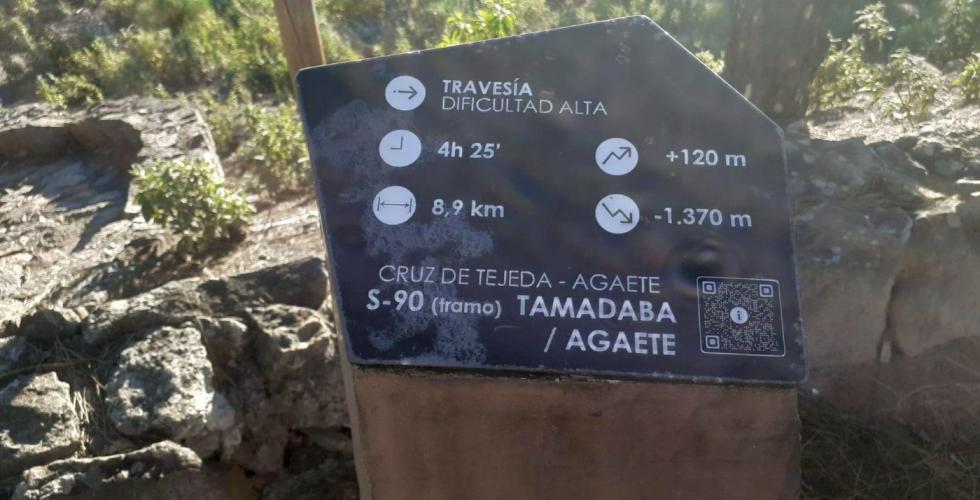 TRAVESÍA
DIFICULTAD ALTA
4h 25'
+120 m
8,9 km
-1.370 m
CRUZ DE TEJEDA - AGAETE
S-90 (tramo) TAMADABA
/ AGAETE